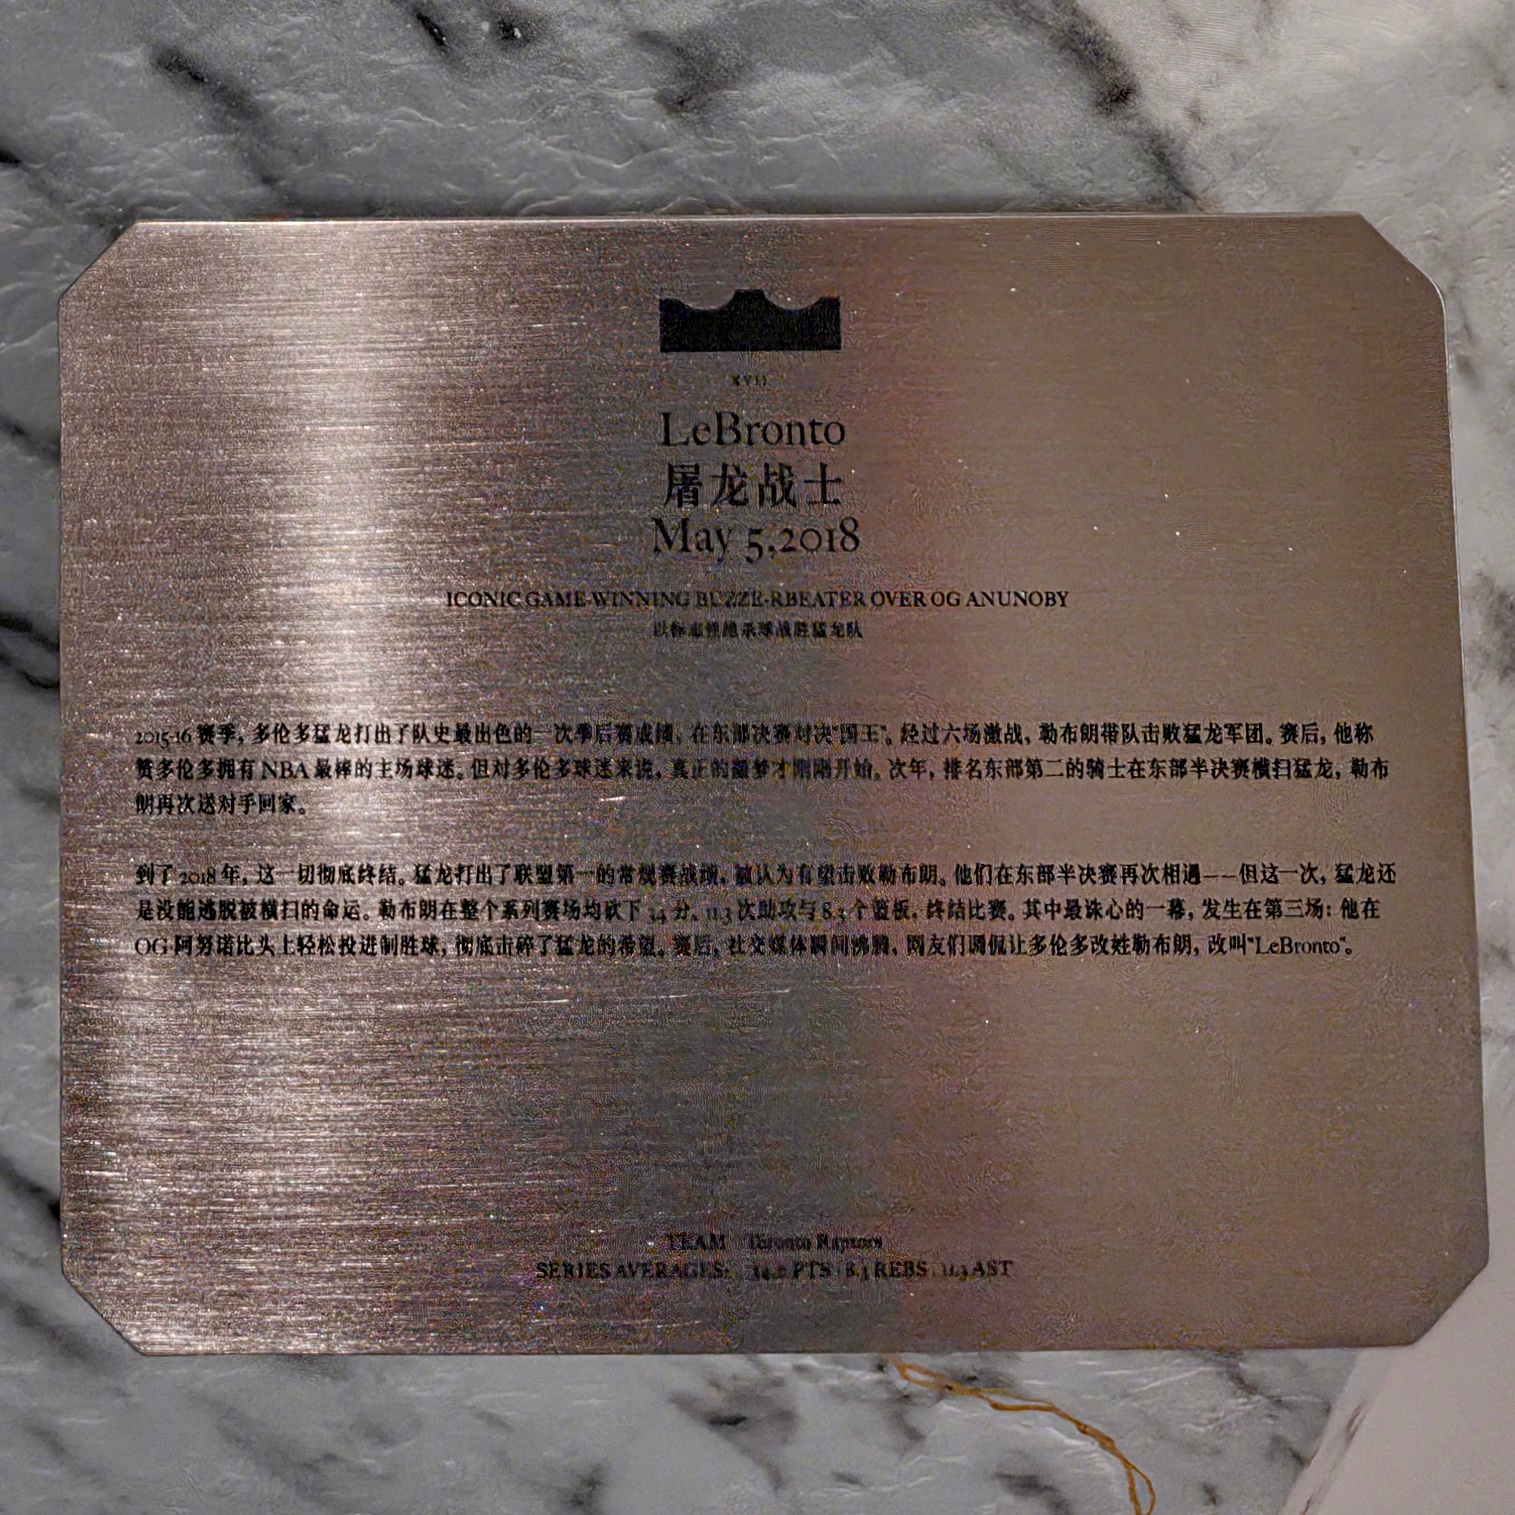 XVII
LeBronto
屠龙战士
May 5,2018
ICONIC GAME-WINNING BUZZE-RBEATER OVER OG ANUNOBY
以标志性绝杀球战胜猛龙队
2015-16 赛季，多伦多猛龙打出了队史最出色的一次季后赛成绩，在东部决赛对决“国王”。经过六场激战，勒布朗带队击败猛龙军团。赛后，他称
赞多伦多拥有 NBA 最棒的主场球迷。但对多伦多球迷来说，真正的噩梦才刚刚开始。次年，排名东部第二的骑士在东部半决赛横扫猛龙，勒布
朗再次送对手回家。
到了 2018 年，这一切彻底终结。猛龙打出了联盟第一的常规赛战绩，被认为有望击败勒布朗。他们在东部半决赛再次相遇——但这一次，猛龙还
是没能逃脱被横扫的命运。勒布朗在整个系列赛场均砍下 34 分、11.3 次助攻与 8.3 个篮板，终结比赛。其中最诛心的一幕，发生在第三场：他在
OG·阿努诺比头上轻松投进制胜球，彻底击碎了猛龙的希望。赛后，社交媒体瞬间沸腾，网友们调侃让多伦多改姓勒布朗，改叫“LeBronto”。
TEAM Toronto Raptors
SERIES AVERAGES: PTS 8.3 REBS 11.3 AST